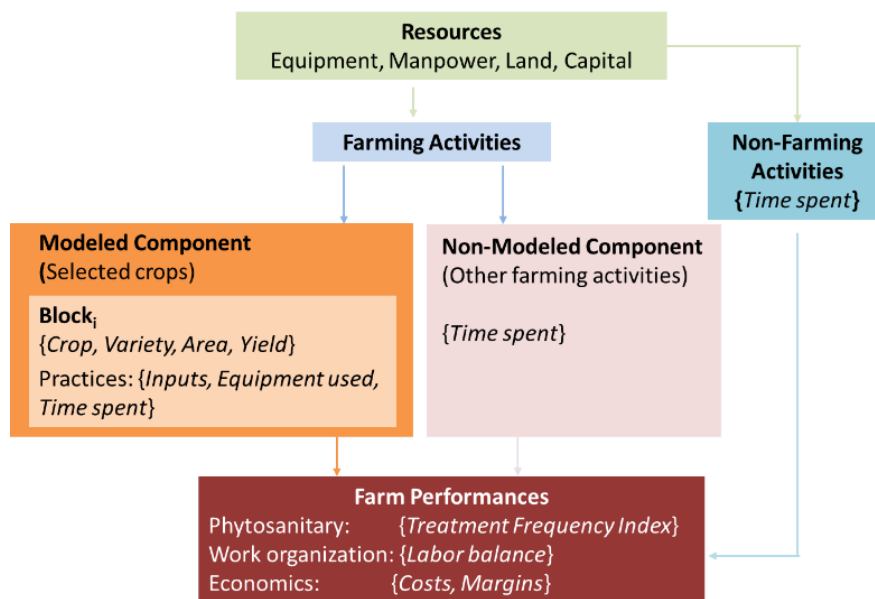 Resources
Equipment, Manpower, Land, Capital
Farming Activities
Non-Farming
Activities
{Time spent}
Modeled Component
(Selected crops)
Block_i
{Crop, Variety, Area, Yield}
Practices: {Inputs, Equipment used,
Time spent}
Non-Modeled Component
(Other farming activities)
{Time spent}
Farm Performances
Phytosanitary: {Treatment Frequency Index}
Work organization: {Labor balance}
Economics: {Costs, Margins}